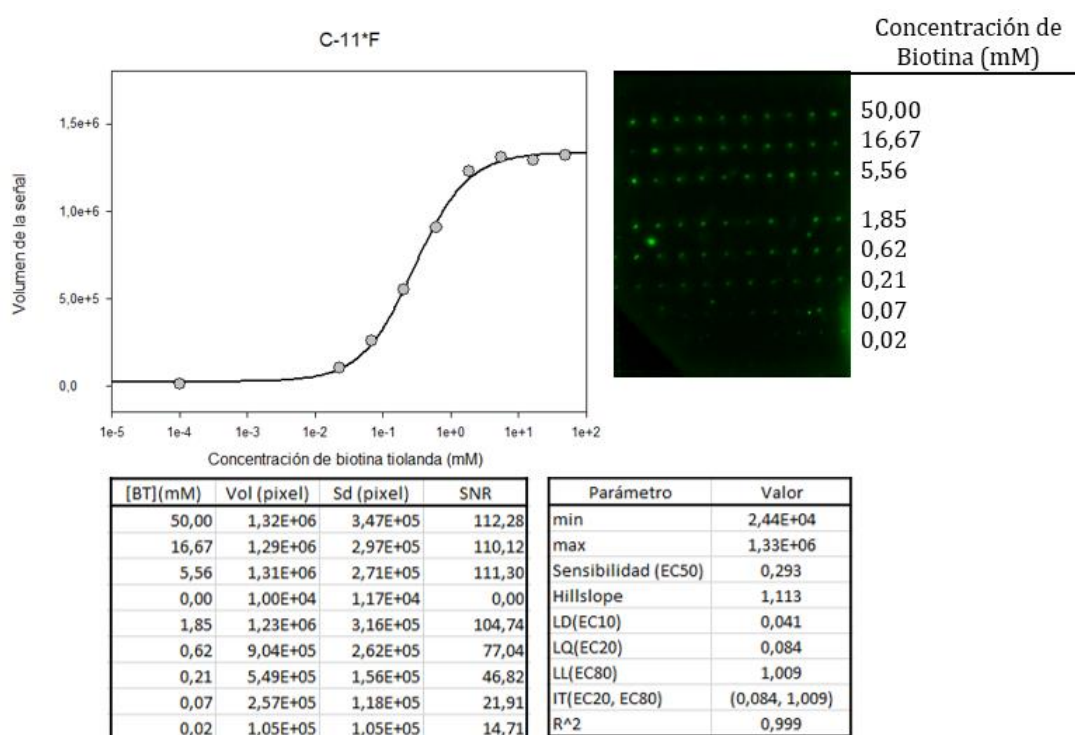 C-11*F
Concentración de
Biotina (mM)
50,00
16,67
5,56
1,85
0,62
0,21
0,07
0,02
Volumen de la señal
1,5e+6
1,0e+6
5,0e+5
0,0
1e-5 1e-4 1e-3 1e-2 1e-1 1e+0 1e+1 1e+2
Concentración de biotina tiolanda (mM)
[BT](mM) Vol (pixel) Sd (pixel) SNR
50,00 1,32E+06 3,47E+05 112,28
16,67 1,29E+06 2,97E+05 110,12
5,56 1,31E+06 2,71E+05 111,30
0,00 1,00E+04 1,17E+04 0,00
1,85 1,23E+06 3,16E+05 104,74
0,62 9,04E+05 2,62E+05 77,04
0,21 5,49E+05 1,56E+05 46,82
0,07 2,57E+05 1,18E+05 21,91
0,02 1,05E+05 1,05E+05 14,71
Parámetro Valor
min 2,44E+04
max 1,33E+06
Sensibilidad (EC50) 0,293
Hillslope 1,113
LD(EC10) 0,041
LQ(EC20) 0,084
LL(EC80) 1,009
IT(EC20, EC80) (0,084, 1,009)
R^2 0,999